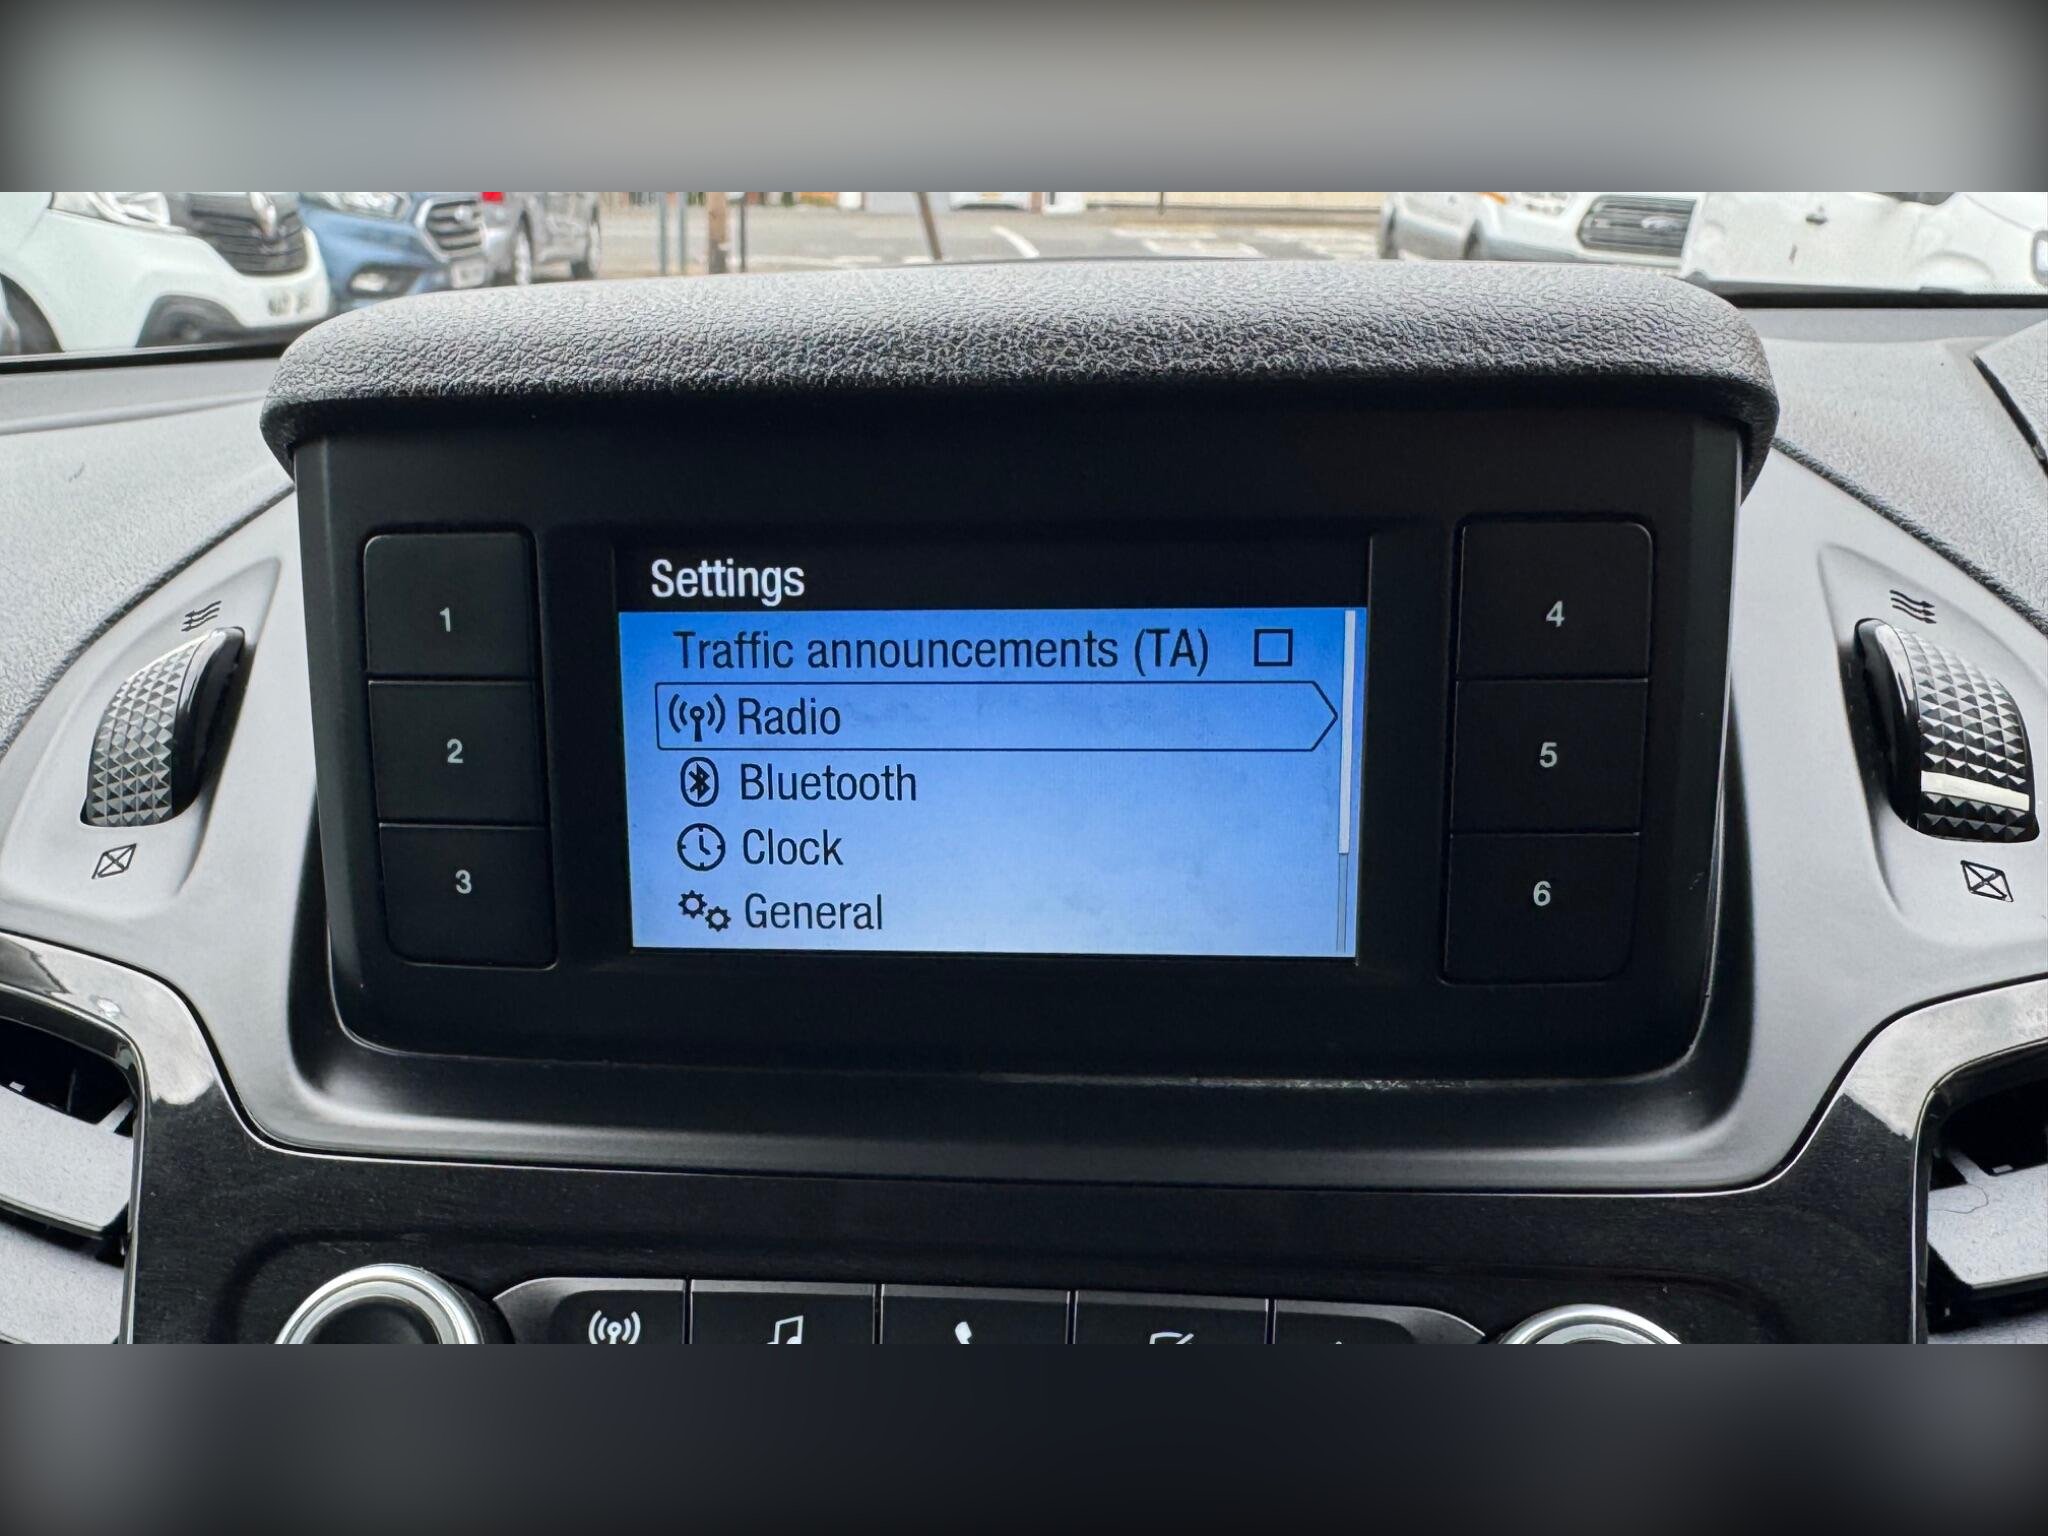 Settings
Traffic announcements (TA)
Radio
Bluetooth
Clock
General
1
2
3
4
5
6